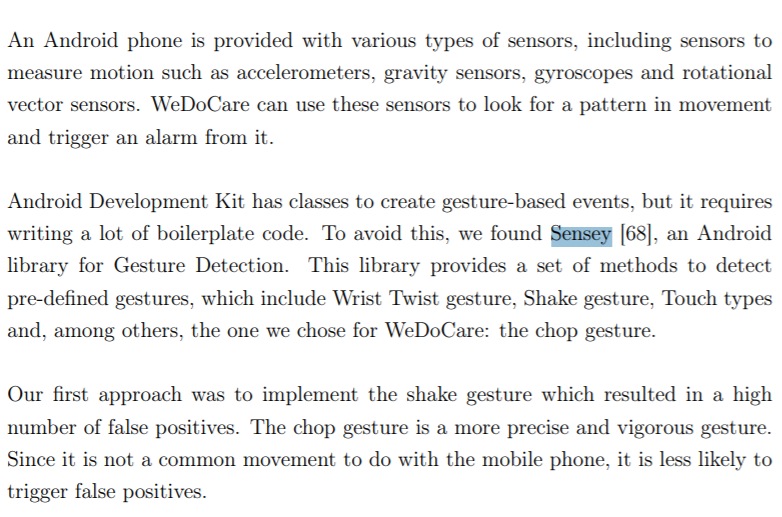 An Android phone is provided with various types of sensors, including sensors to
measure motion such as accelerometers, gravity sensors, gyroscopes and rotational
vector sensors. WeDoCare can use these sensors to look for a pattern in movement
and trigger an alarm from it.
Android Development Kit has classes to create gesture-based events, but it requires
writing a lot of boilerplate code. To avoid this, we found Sensey [68], an Android
library for Gesture Detection. This library provides a set of methods to detect
pre-defined gestures, which include Wrist Twist gesture, Shake gesture, Touch types
and, among others, the one we chose for WeDoCare: the chop gesture.
Our first approach was to implement the shake gesture which resulted in a high
number of false positives. The chop gesture is a more precise and vigorous gesture.
Since it is not a common movement to do with the mobile phone, it is less likely to
trigger false positives.